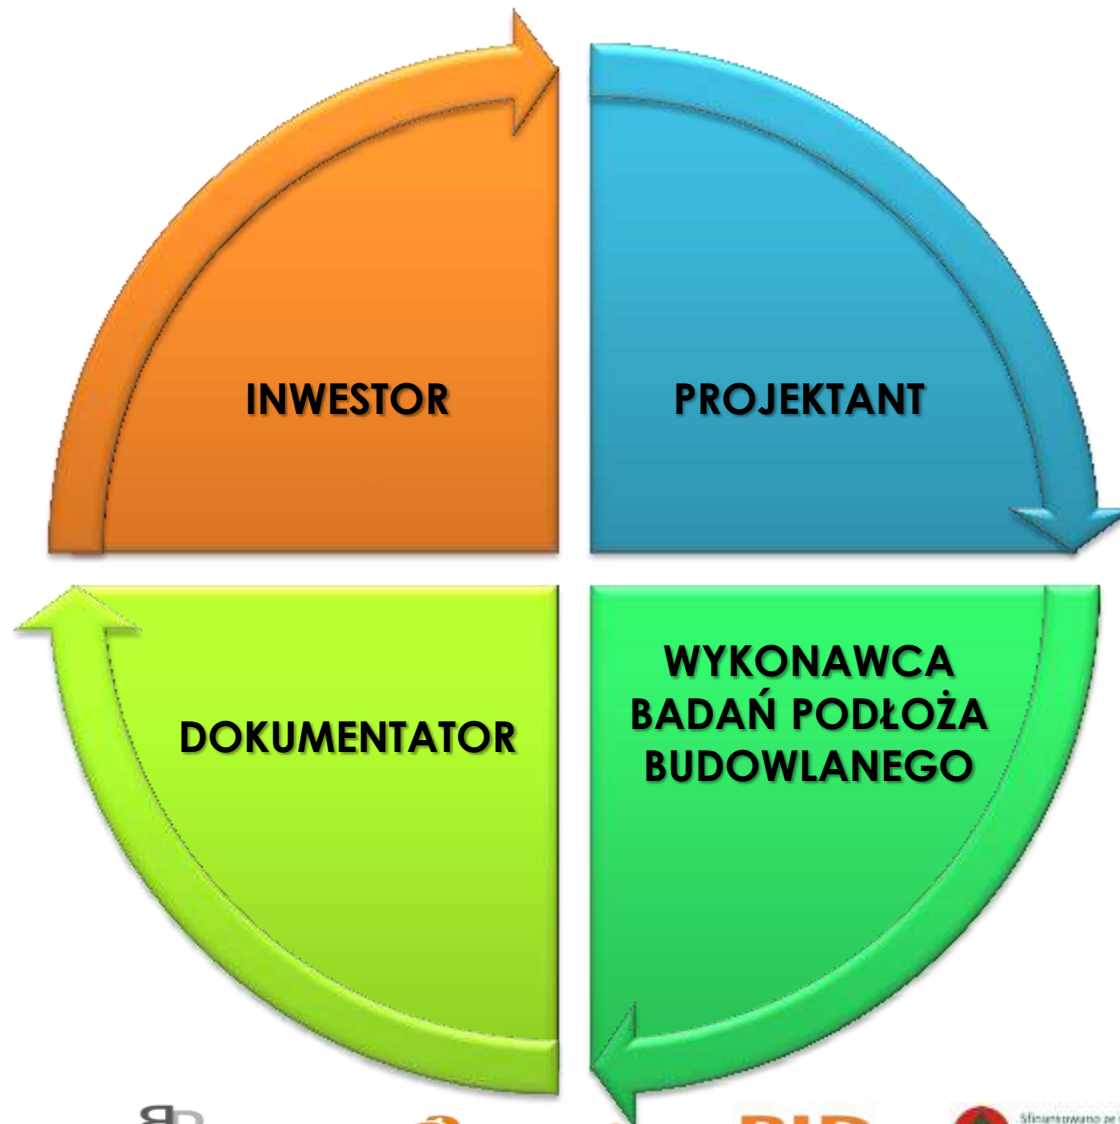 INWESTOR
PROJEKTANT
DOKUMENTATOR
WYKONAWCA
BADAŃ PODŁOŻA
BUDOWLANEGO